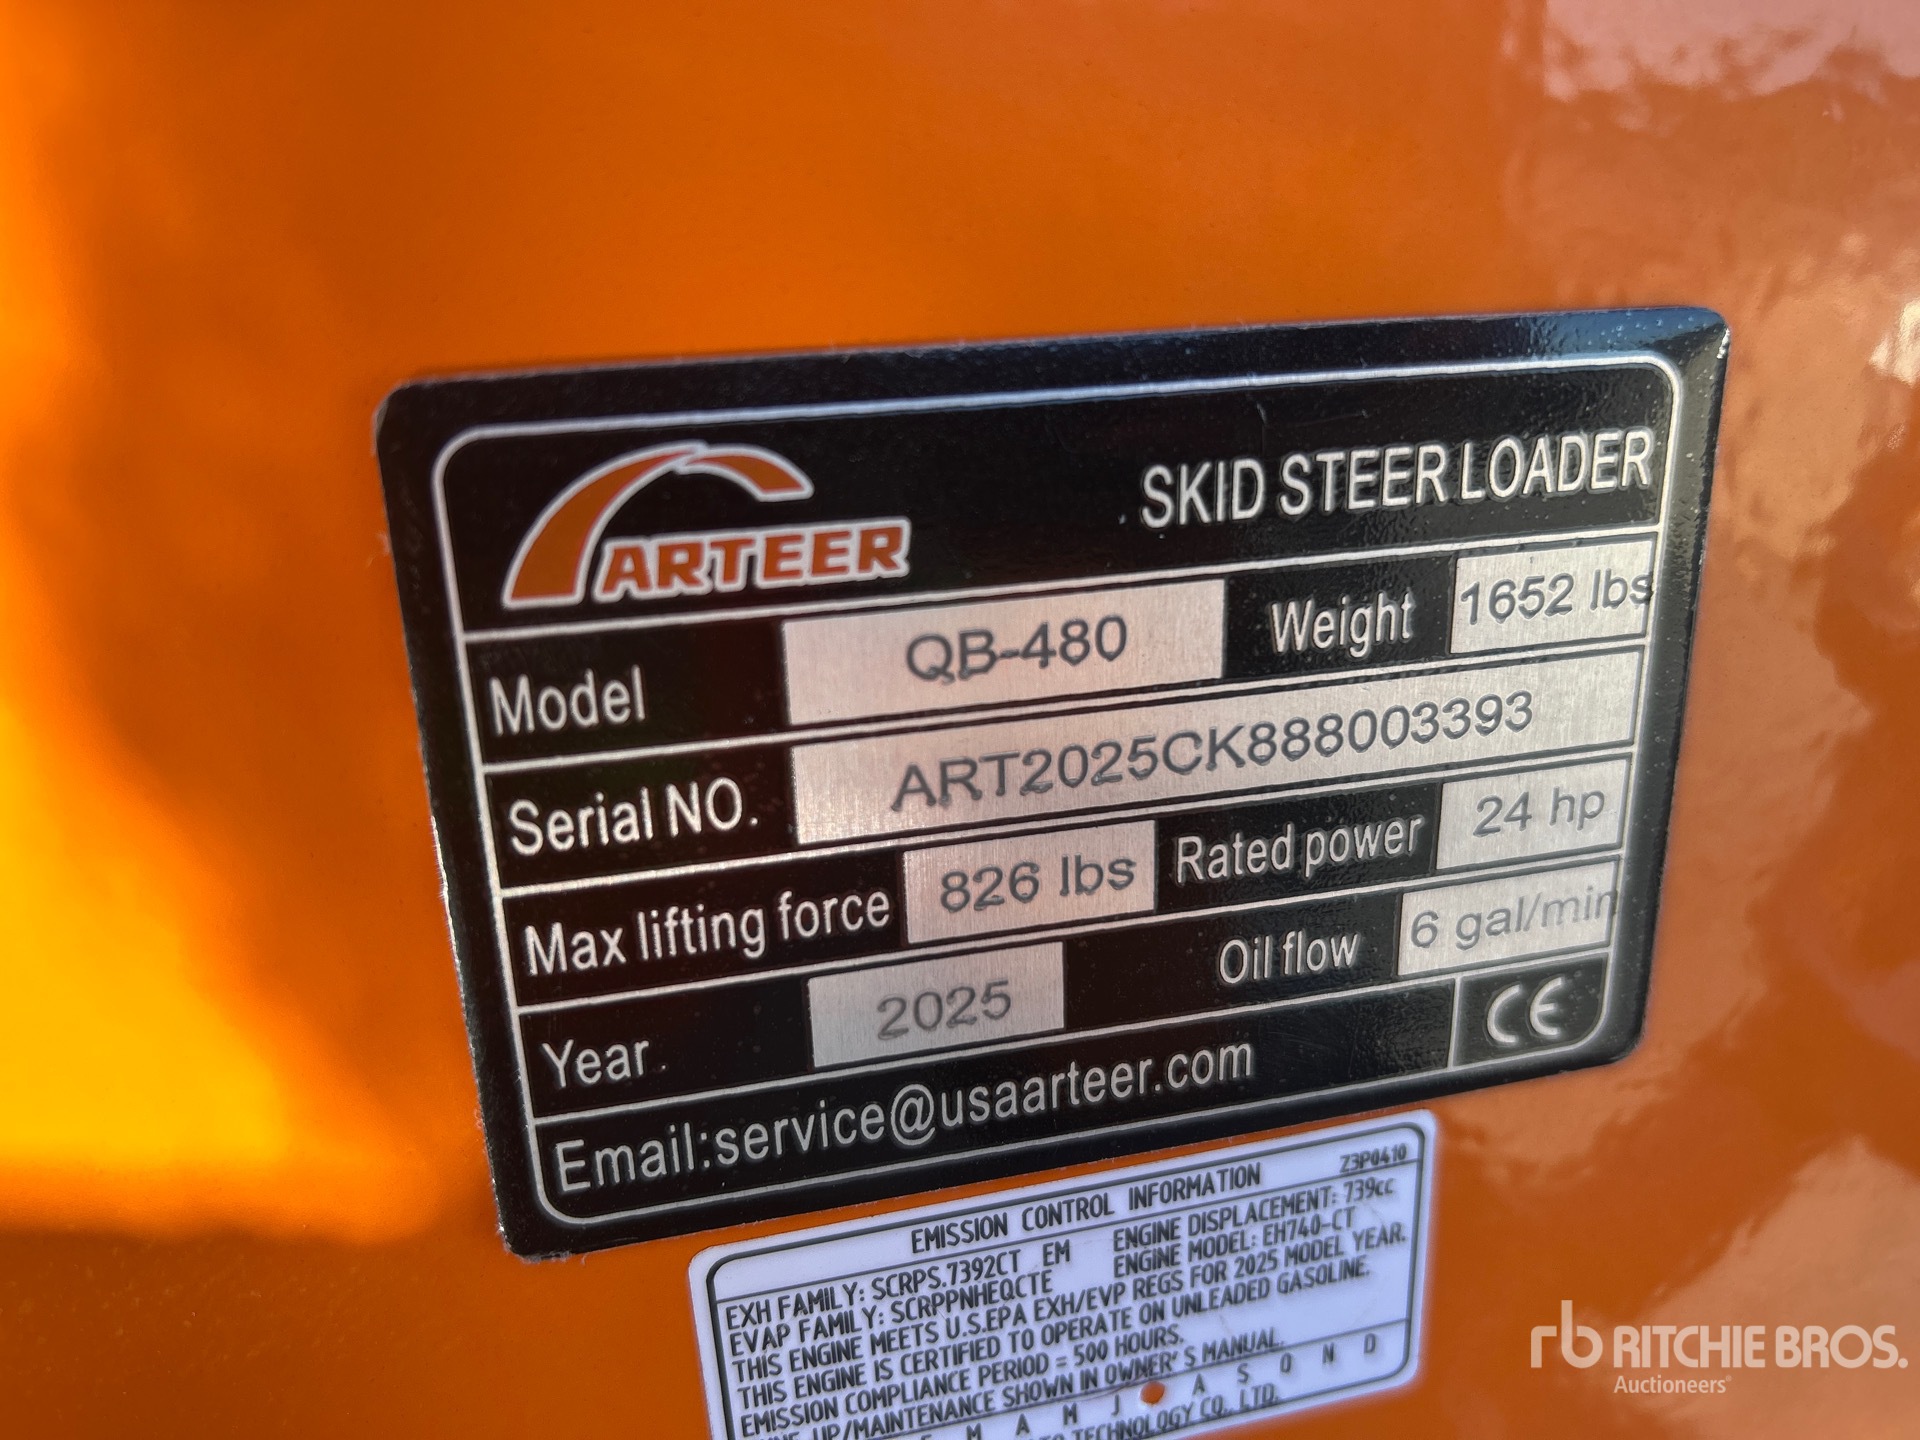 ARTEER
SKID STEER LOADER
Model QB-480 Weight 1652 lbs
Serial NO. ART2025CK888003393
Max lifting force 826 lbs Rated power 24 hp
Year 2025 Oil flow 6 gal/min
Email:service@usaarteer.com CE
EMISSION CONTROL INFORMATION Z3P0410
EXH FAMILY: SCRPS.7392CT EM ENGINE DISPLACEMENT: 739cc
EVAP FAMILY: SCRPPNHEQCTE ENGINE MODEL: EH740-CT
THIS ENGINE MEETS U.S.EPA EXH/EVP REGS FOR 2025 MODEL YEAR.
THIS ENGINE IS CERTIFIED TO OPERATE ON UNLEADED GASOLINE.
EMISSION COMPLIANCE PERIOD = 500 HOURS.
UP/MAINTENANCE SHOWN IN OWNER'S MANUAL.
M A M J A S O N D
TECHNOLOGY CO., LTD.
rb RITCHIE BROS.
Auctioneers